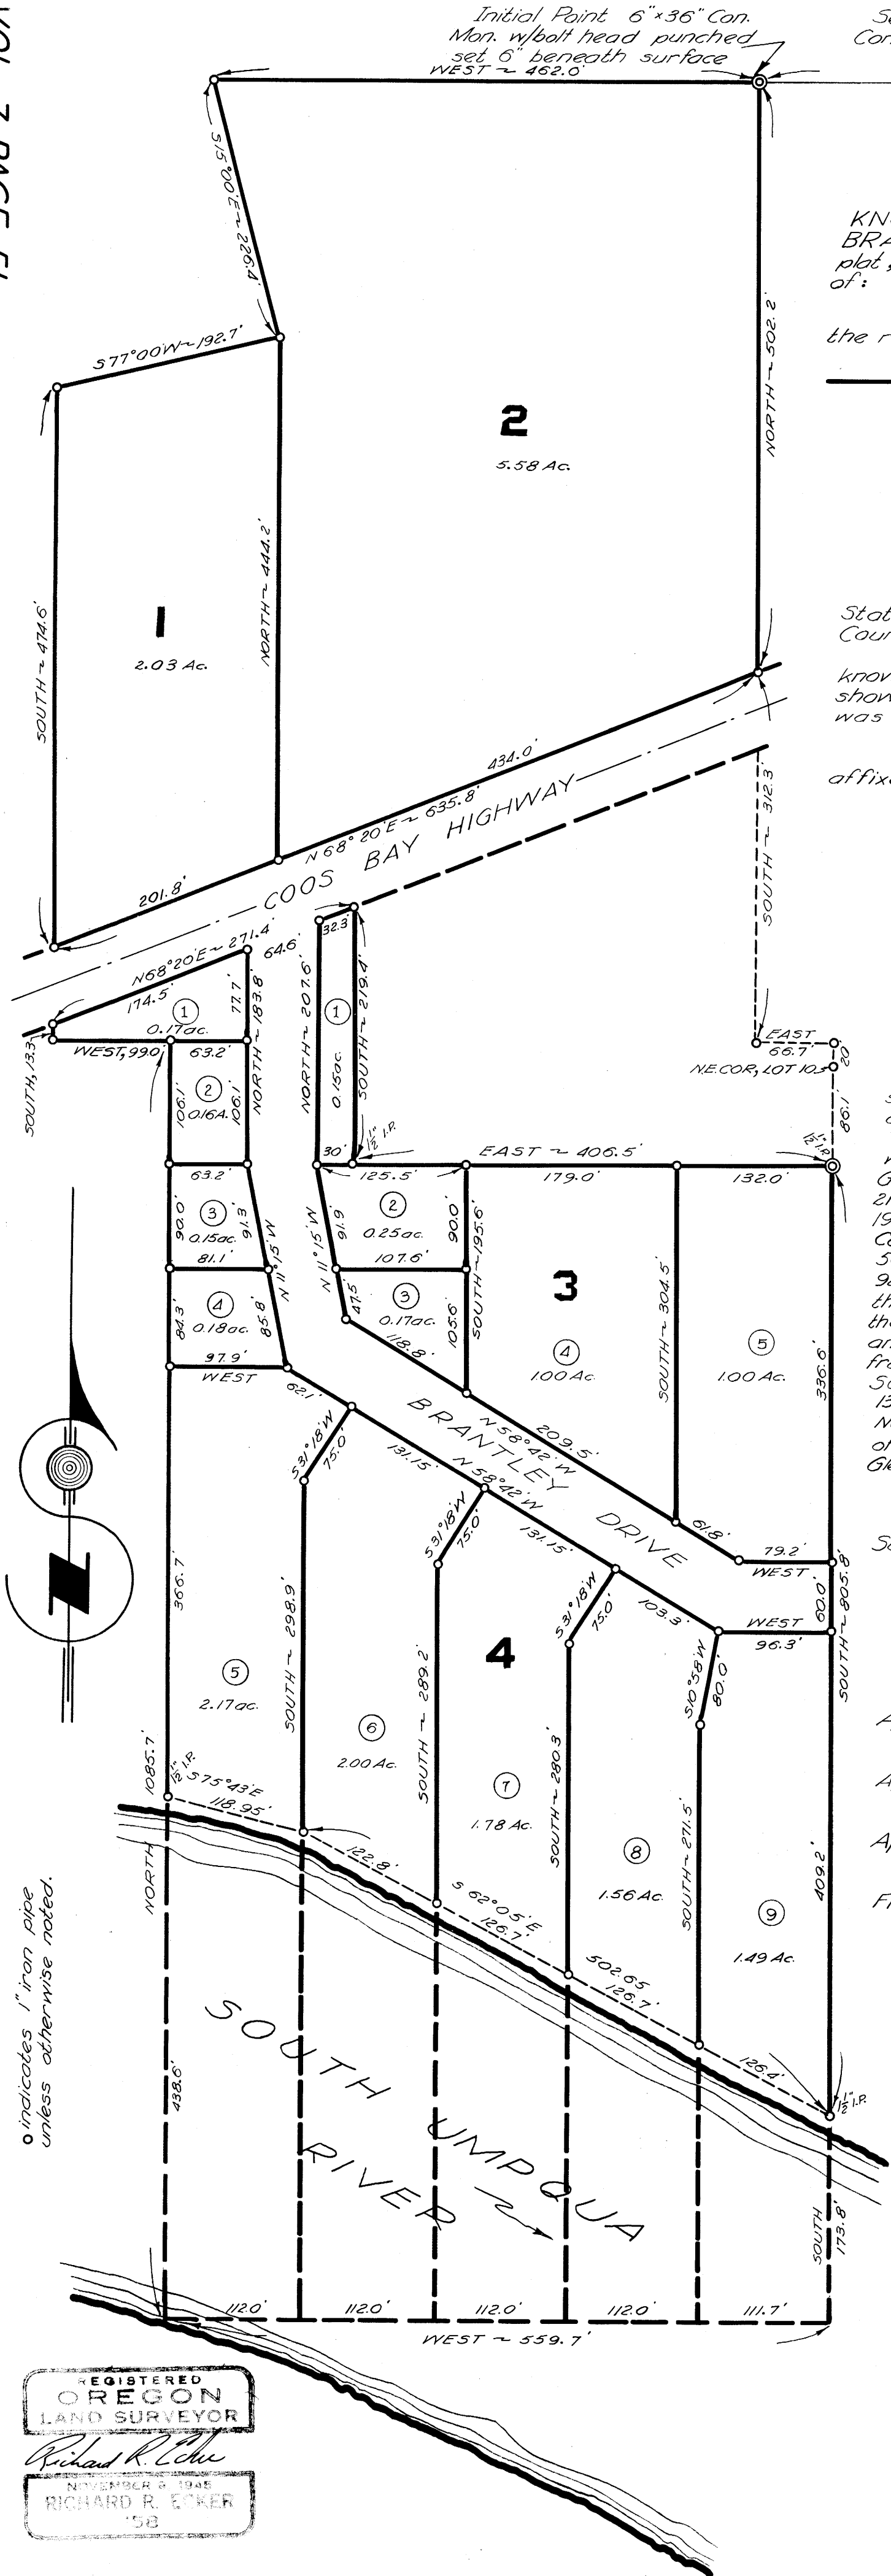 Initial Point 6"×36" Con.
Mon. w/bolt head punched
set 6" beneath surface
WEST ~ 462.0'
S15°00'E ~ 226.4'
S77°00'W ~ 192.7'
NORTH ~ 502.2'
2
5.58 Ac.
NORTH ~ 444.2'
SOUTH ~ 474.6'
1
2.03 Ac.
KN
BRA
plat,
of:
the r
Stat
Cour
know
show
was
affix
434.0'
N 68°20'E ~ 635.8'
COOS BAY HIGHWAY
201.8'
SOUTH ~ 312.3'
N68°20'E ~ 271.4'
174.5'
64.6'
32.3'
77.7'
NORTH ~ 183.8'
NORTH ~ 207.6'
SOUTH ~ 219.4'
1
0.17ac.
1
0.15ac.
SOUTH, 13.3'
WEST, 99.0'
63.2'
EAST
66.7'
20'
N.E.COR, LOT 10
86.1'
106.1'
2
0.16A.
106.1'
1½" I.P.
1½" I.P.
30'
EAST ~ 406.5'
63.2'
125.5'
179.0'
132.0'
90.0'
3
0.15ac.
91.3'
N 11°15'W
N 11°15'W
91.9'
2
0.25ac.
90.0'
SOUTH ~ 195.6'
81.1'
107.6'
84.3'
4
0.18ac.
85.8'
47.5'
3
0.17ac.
105.6'
118.8'
3
4
1.00 Ac.
SOUTH ~ 304.5'
5
1.00 Ac.
336.6'
97.9'
WEST
62.1'
BRANTLEY DRIVE
N 58°42'W
209.5'
61.8'
79.2'
WEST
S31°18'W
75.0'
131.15'
N 58°42'W
S31°18'W
75.0'
131.15'
S31°18'W
75.0'
103.3'
WEST
96.3'
60.0'
SOUTH ~ 805.8'
S10°58'W
80.0'
366.7'
SOUTH ~ 298.9'
SOUTH ~ 289.2'
4
5
2.17ac.
6
2.00 Ac.
7
1.78 Ac.
SOUTH ~ 280.3'
8
1.56 Ac.
SOUTH ~ 271.5'
9
1.49 Ac.
409.2'
1085.7'
NORTH
1½" I.P.
S75°43'E
118.95'
122.8'
S 62°05'E
126.7'
502.65
126.7'
126.4'
1½" I.P.
o indicates 1" iron pipe
unless otherwise noted.
438.6'
SOUTH UMPQUA
RIVER
SOUTH
173.8'
112.0' 112.0' 112.0' 112.0' 111.7'
WEST ~ 559.7'
REGISTERED
OREGON
LAND SURVEYOR
Richard R. Ecker
RICHARD R. ECKER
'58